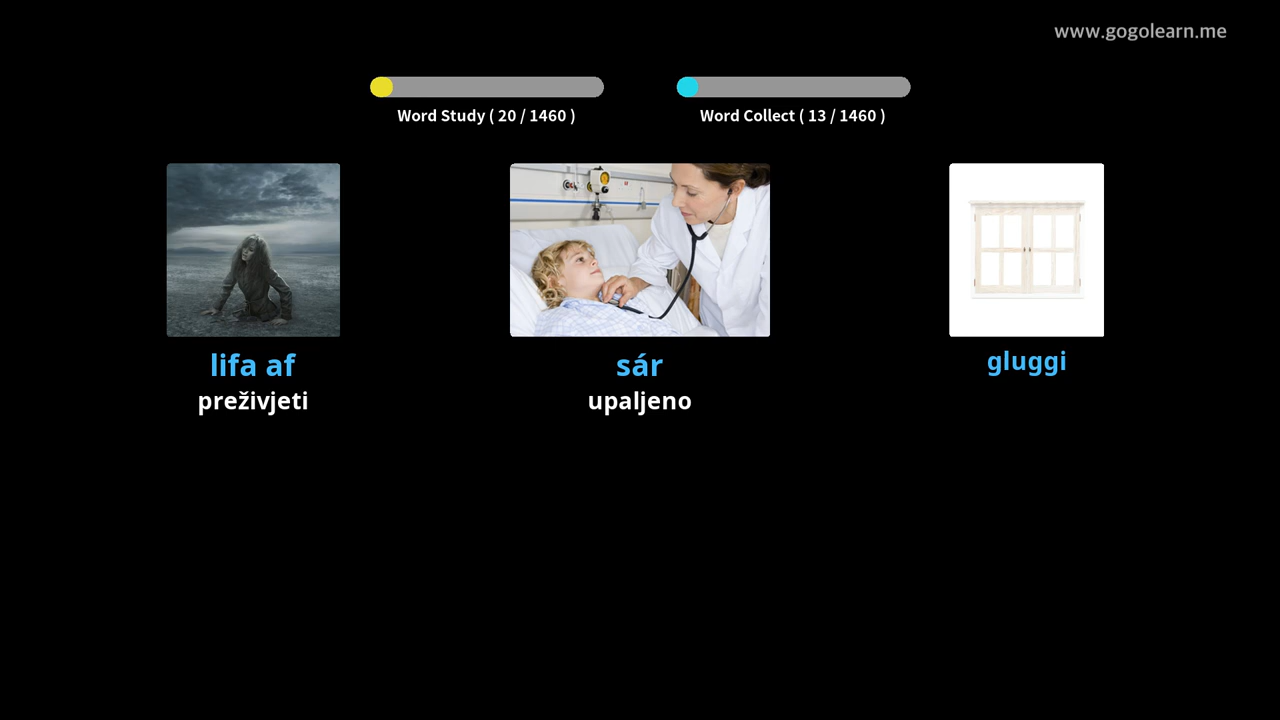 www.gogolearn.me
Word Study ( 20 / 1460 )
Word Collect ( 13 / 1460 )
lifa af
preživjeti
sár
upaljeno
gluggi